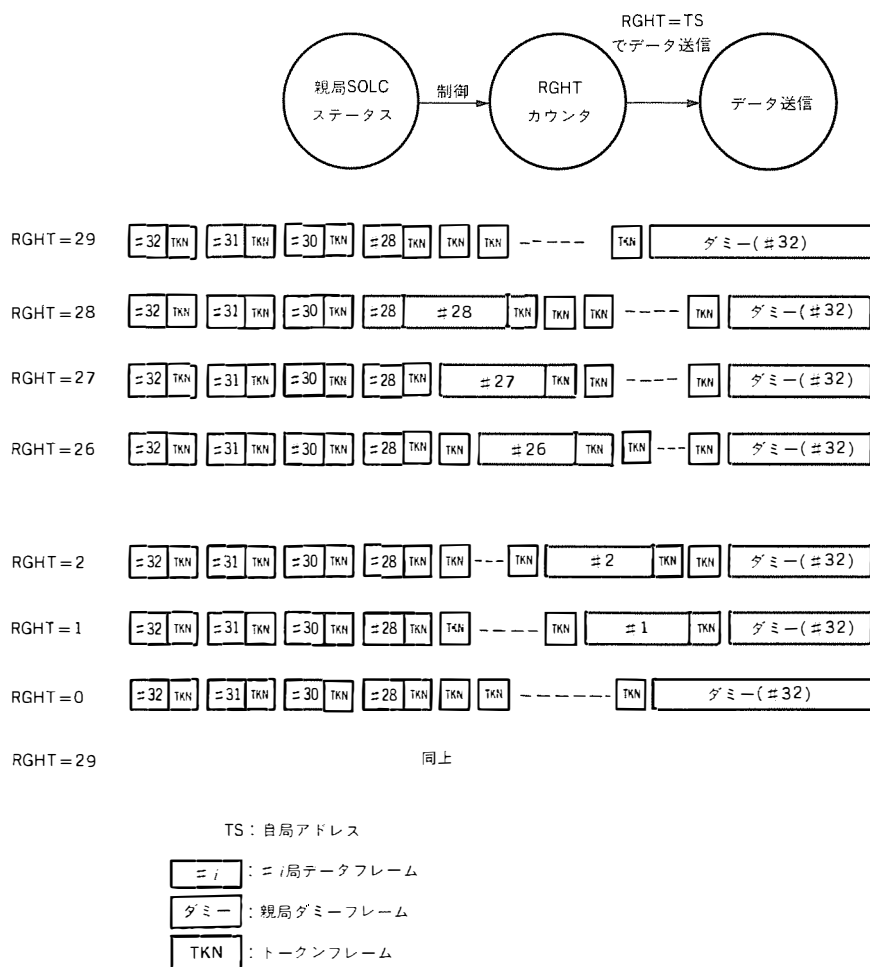 RGHT=TS
でデータ送信
親局SOLC
ステータス
制御
RGHT
カウンタ
データ送信
RGHT=29 #32 TKN #31 TKN #30 TKN #28 TKN TKN TKN ----- TKN ダミー(#32)
RGHT=28 #32 TKN #31 TKN #30 TKN #28 #28 TKN TKN TKN ---- TKN ダミー(#32)
RGHT=27 #32 TKN #31 TKN #30 TKN #28 TKN #27 TKN TKN ---- TKN ダミー(#32)
RGHT=26 #32 TKN #31 TKN #30 TKN #28 TKN TKN #26 TKN TKN --- TKN ダミー(#32)
RGHT=2 #32 TKN #31 TKN #30 TKN #28 TKN TKN --- TKN #2 TKN TKN ダミー(#32)
RGHT=1 #32 TKN #31 TKN #30 TKN #28 TKN TKN ----- TKN #1 TKN ダミー(#32)
RGHT=0 #32 TKN #31 TKN #30 TKN #28 TKN TKN TKN ------- TKN ダミー(#32)
RGHT=29 同上
TS：自局アドレス
#i：#i局データフレーム
ダミー：親局ダミーフレーム
TKN：トークンフレーム